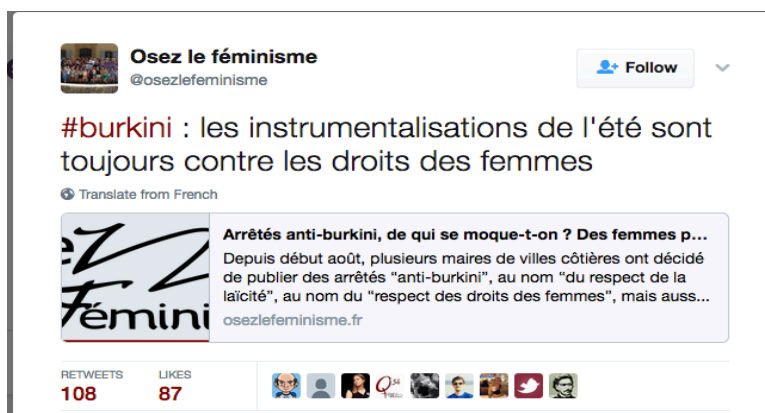 Osez le féminisme
@osezlefeminisme
Follow
#burkini : les instrumentalisations de l'été sont
toujours contre les droits des femmes
Translate from French
Arrêtés anti-burkini, de qui se moque-t-on ? Des femmes p...
Depuis début août, plusieurs maires de villes côtières ont décidé
de publier des arrêtés “anti-burkini”, au nom “du respect de la
laïcité”, au nom du “respect des droits des femmes”, mais auss...
osezlefeminisme.fr
ez
Fémini
RETWEETS
LIKES
108
87